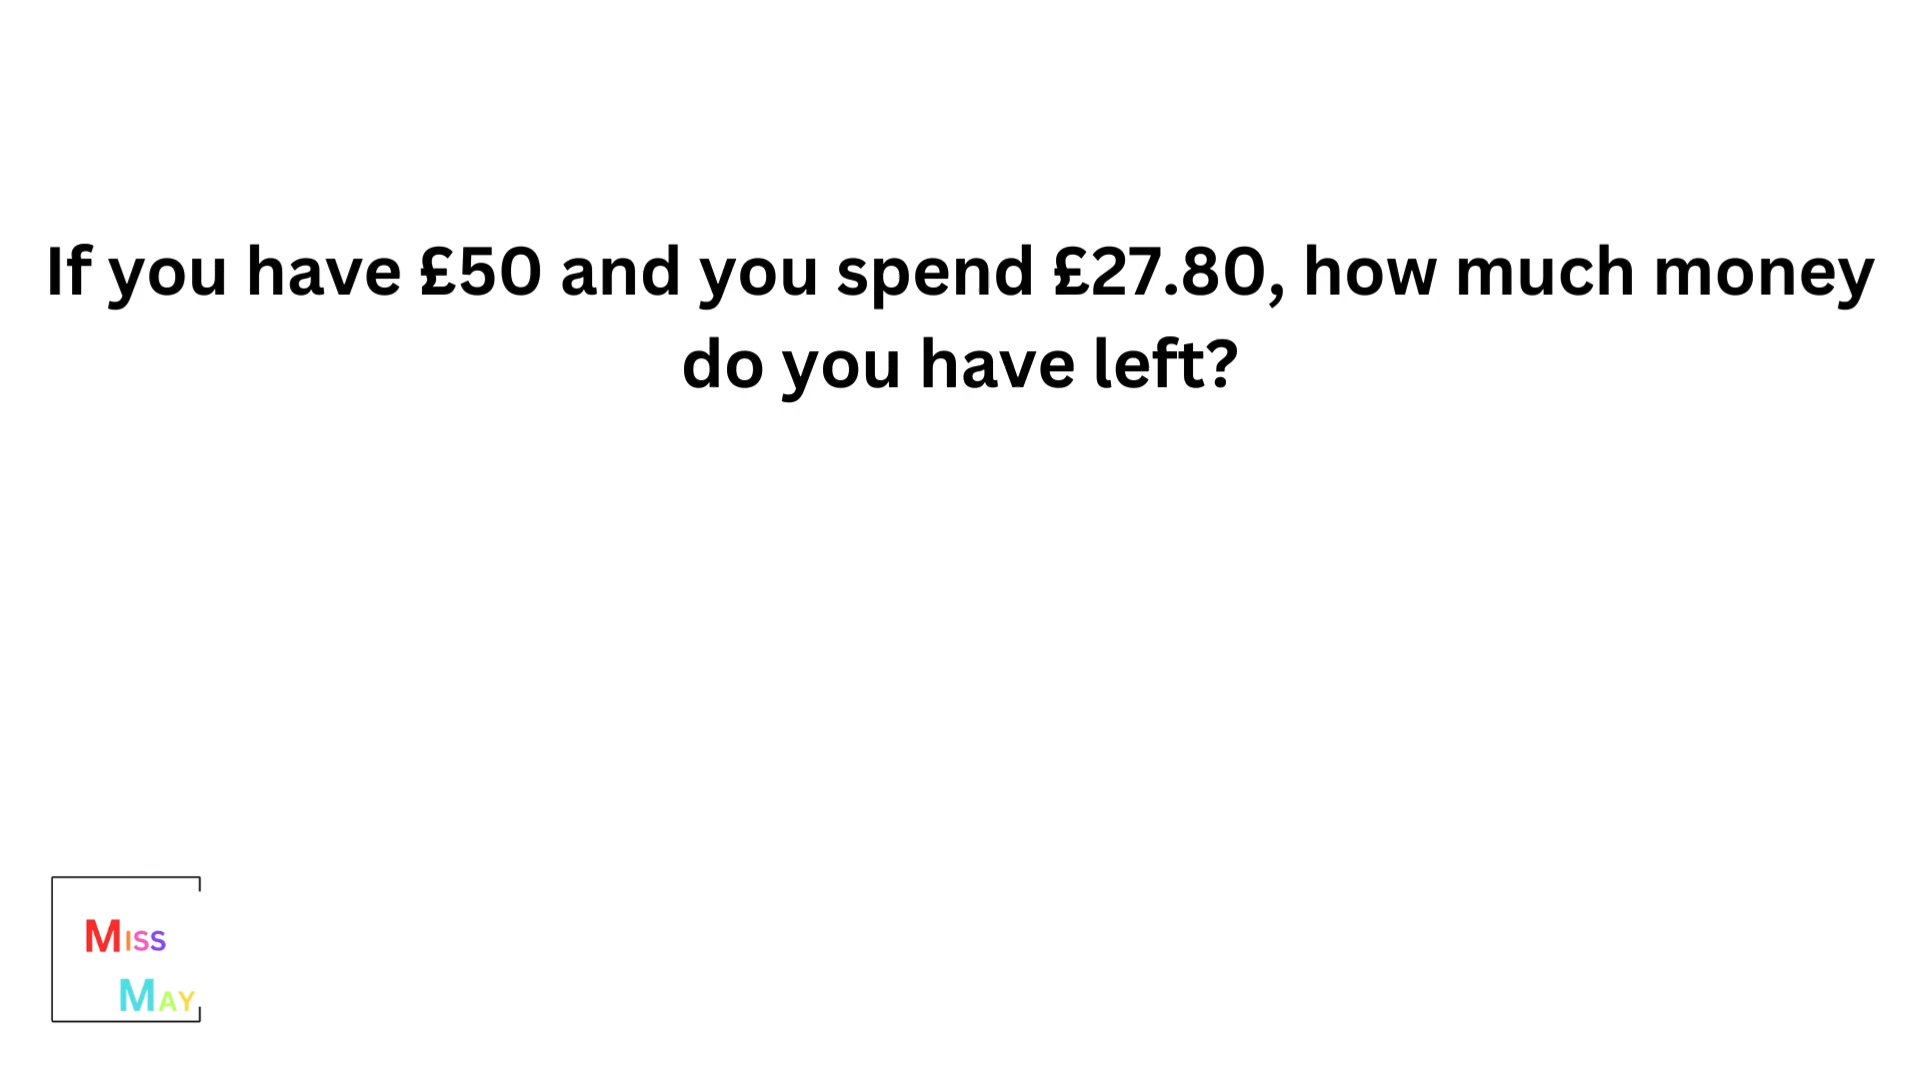 If you have £50 and you spend £27.80, how much money
do you have left?
Miss
May